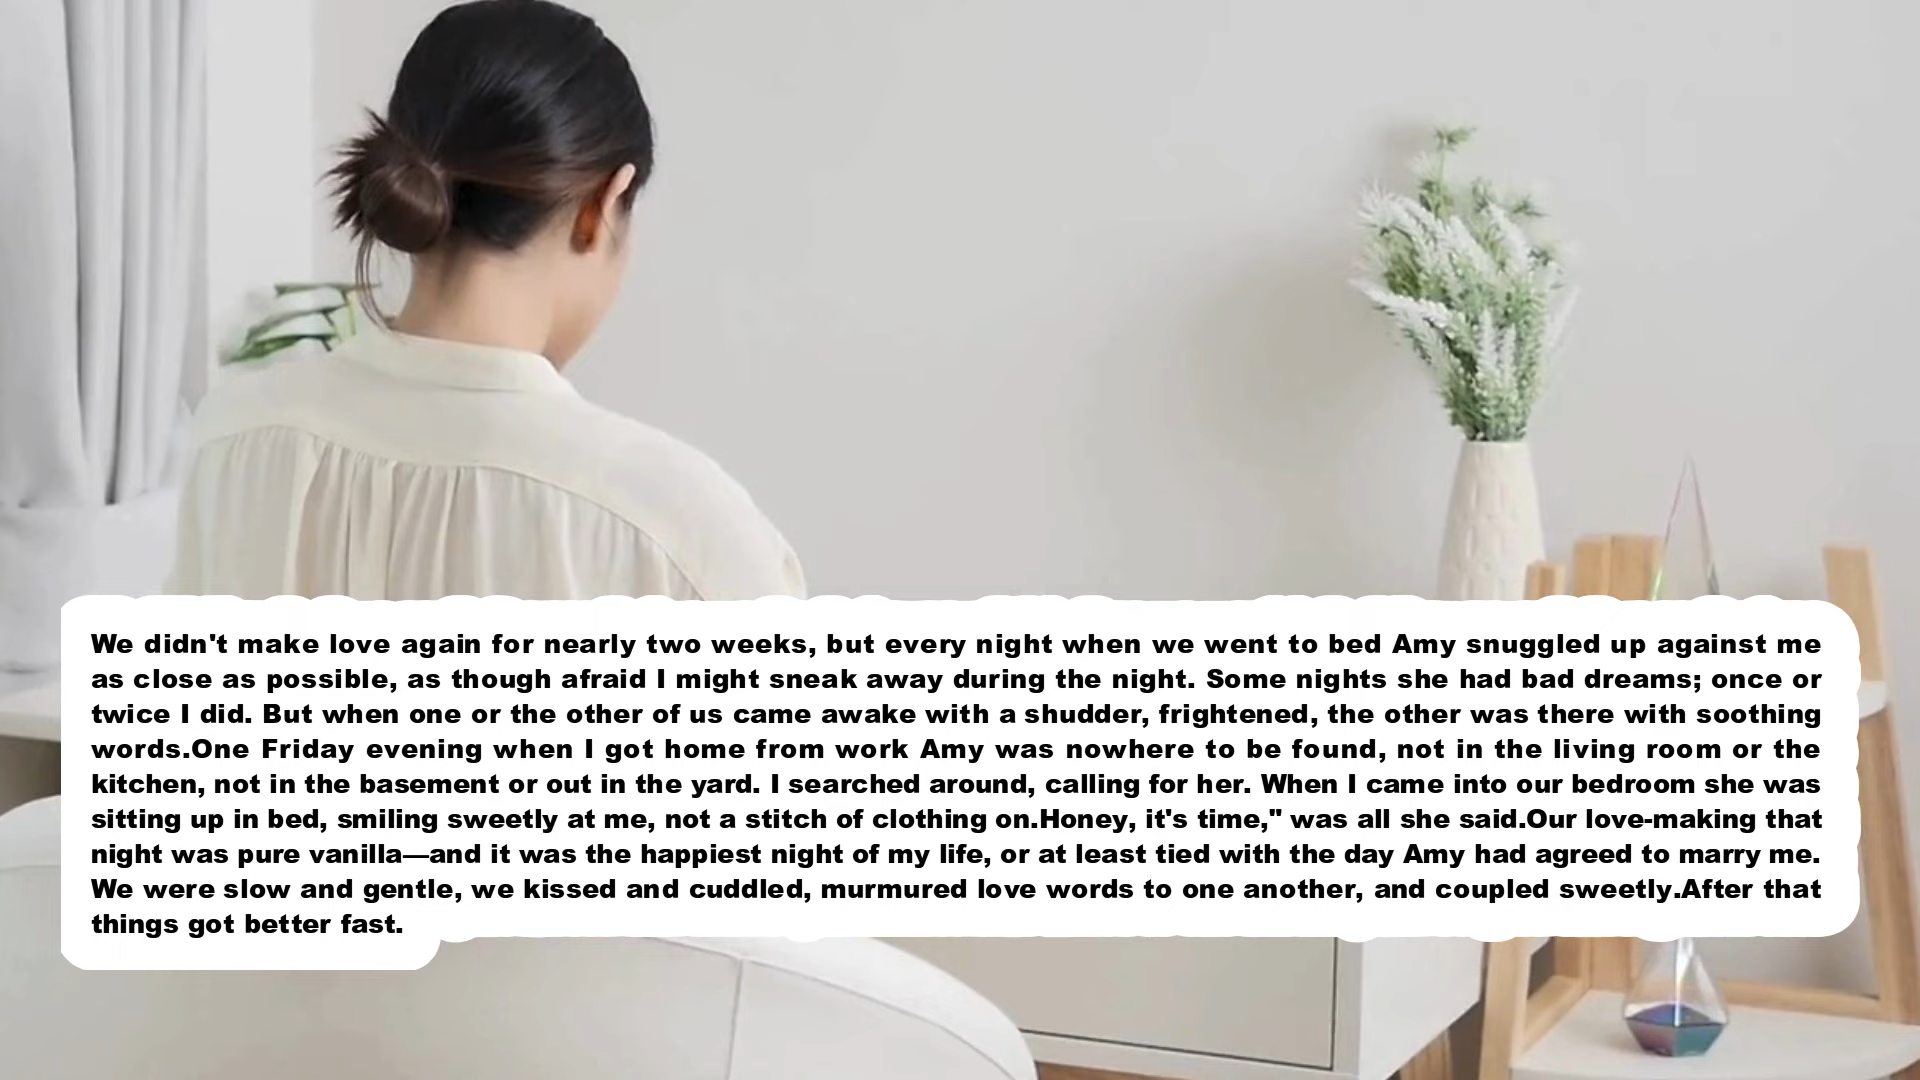 We didn't make love again for nearly two weeks, but every night when we went to bed Amy snuggled up against me
as close as possible, as though afraid I might sneak away during the night. Some nights she had bad dreams; once or
twice I did. But when one or the other of us came awake with a shudder, frightened, the other was there with soothing
words.One Friday evening when I got home from work Amy was nowhere to be found, not in the living room or the
kitchen, not in the basement or out in the yard. I searched around, calling for her. When I came into our bedroom she was
sitting up in bed, smiling sweetly at me, not a stitch of clothing on.Honey, it's time," was all she said.Our love-making that
night was pure vanilla—and it was the happiest night of my life, or at least tied with the day Amy had agreed to marry me.
We were slow and gentle, we kissed and cuddled, murmured love words to one another, and coupled sweetly.After that
things got better fast.